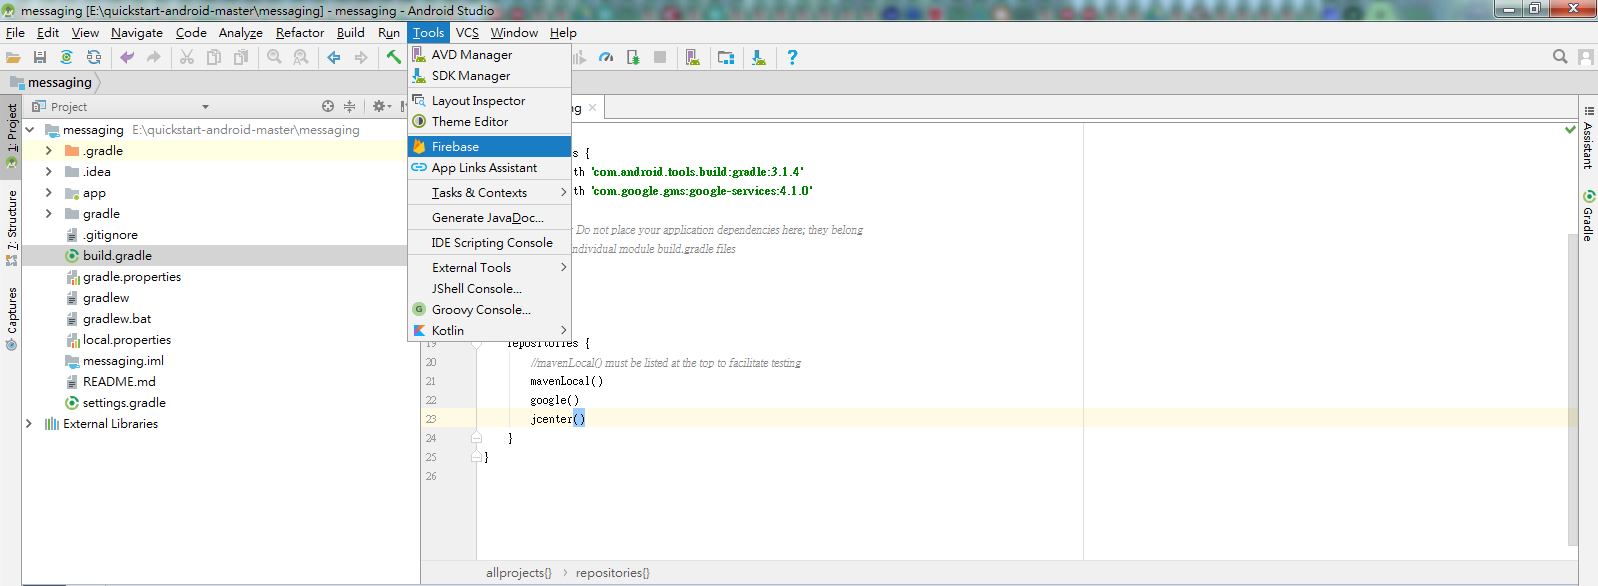 messaging [E:\quickstart-android-master\messaging] - messaging - Android Studio
File Edit View Navigate Code Analyze Refactor Build Run Tools VCS Window Help
messaging
Project
1: Project
7: Structure
Captures
messaging E:\quickstart-android-master\messaging
.gradle
.idea
app
gradle
.gitignore
build.gradle
gradle.properties
gradlew
gradlew.bat
local.properties
messaging.iml
README.md
settings.gradle
External Libraries
AVD Manager
SDK Manager
Layout Inspector
Theme Editor
Firebase
App Links Assistant
Tasks & Contexts
Generate JavaDoc...
IDE Scripting Console
External Tools
JShell Console...
G Groovy Console...
Kotlin
ng
s {
th 'com.android.tools.build:gradle:3.1.4'
th 'com.google.gms:google-services:4.1.0'
: Do not place your application dependencies here; they belong
individual module build.gradle files
19 repositories {
20 //mavenLocal() must be listed at the top to facilitate testing
21 mavenLocal()
22 google()
23 jcenter()
24 }
25 }
26
allprojects{} › repositories{}
Assistant
Gradle